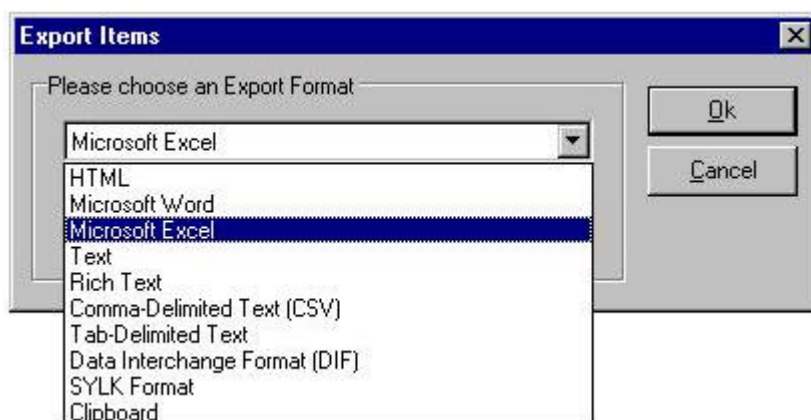 Export Items
Please choose an Export Format
Microsoft Excel
Ok
Cancel
HTML
Microsoft Word
Microsoft Excel
Text
Rich Text
Comma-Delimited Text (CSV)
Tab-Delimited Text
Data Interchange Format (DIF)
SYLK Format
Clipboard